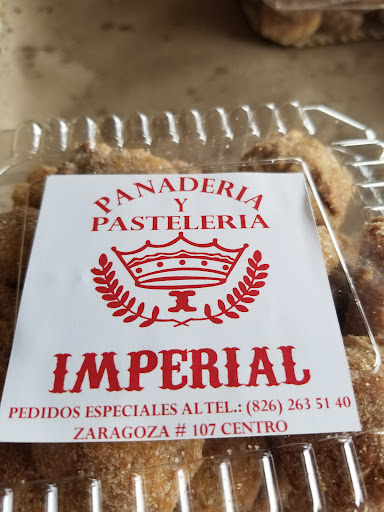 PANADERIA
Y
PASTELERIA
IMPERIAL
PEDIDOS ESPECIALES AL TEL.: (826) 263 51 40
ZARAGOZA # 107 CENTRO